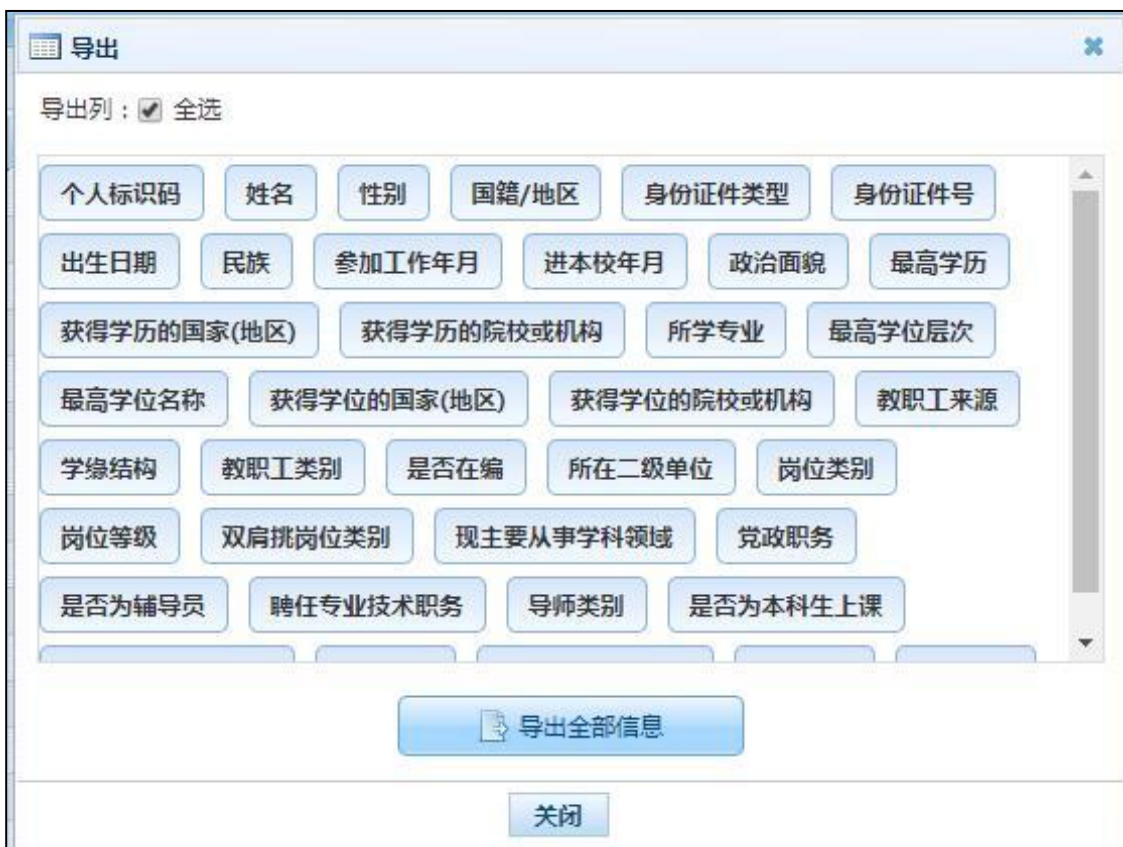 导出
导出列：全选
个人标识码 姓名 性别 国籍/地区 身份证件类型 身份证件号
出生日期 民族 参加工作年月 进本校年月 政治面貌 最高学历
获得学历的国家(地区) 获得学历的院校或机构 所学专业 最高学位层次
最高学位名称 获得学位的国家(地区) 获得学位的院校或机构 教职工来源
学缘结构 教职工类别 是否在编 所在二级单位 岗位类别
岗位等级 双肩挑岗位类别 现主要从事学科领域 党政职务
是否为辅导员 聘任专业技术职务 导师类别 是否为本科生上课
导出全部信息
关闭